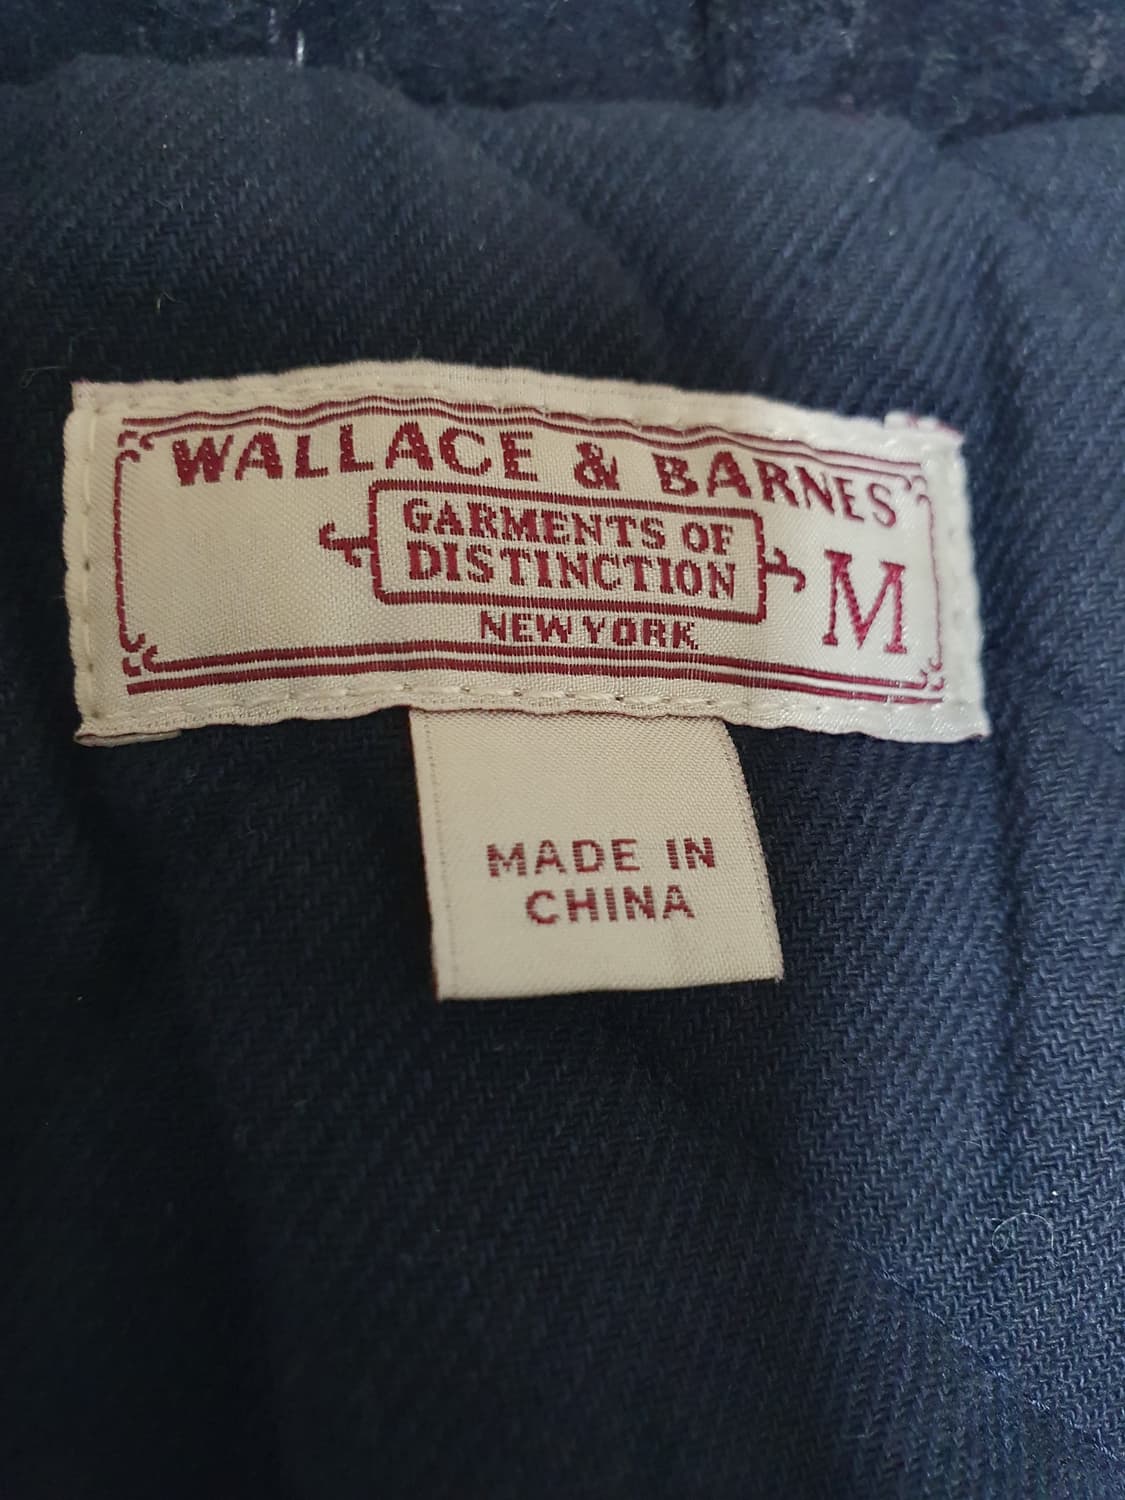 WALLACE & BARNES
GARMENTS OF
DISTINCTION
NEW YORK
M
MADE IN
CHINA